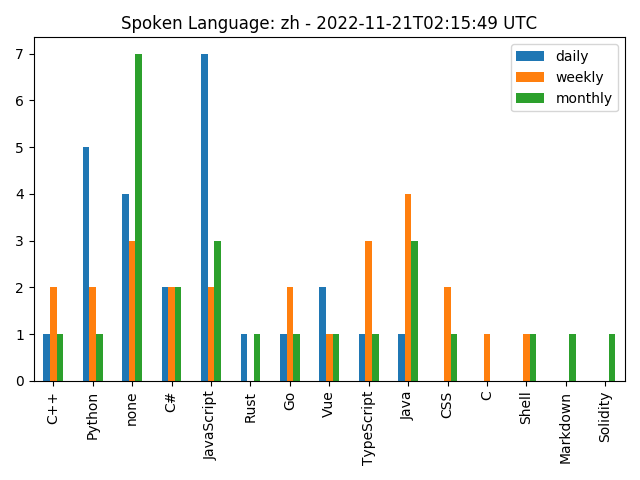 Spoken Language: zh - 2022-11-21T02:15:49 UTC
daily
weekly
monthly
7
6
5
4
3
2
1
0
C++
Python
none
C#
JavaScript
Rust
Go
Vue
TypeScript
Java
CSS
C
Shell
Markdown
Solidity